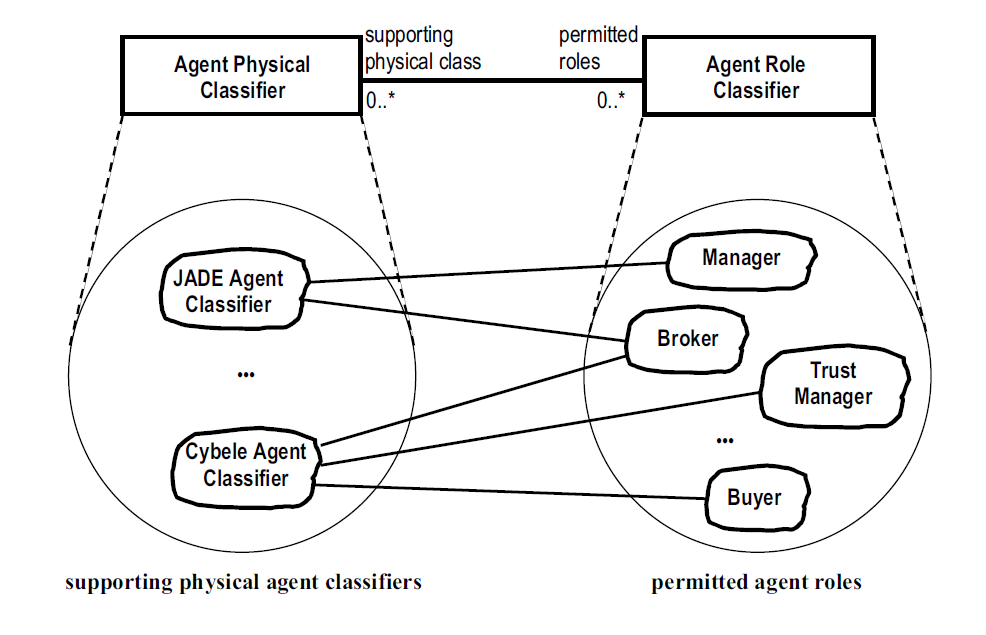 supporting
physical class
permitted
roles
Agent Physical
Classifier
Agent Role
Classifier
0..*
0..*
JADE Agent
Classifier
Manager
Broker
...
Trust
Manager
...
Cybele Agent
Classifier
Buyer
supporting physical agent classifiers
permitted agent roles